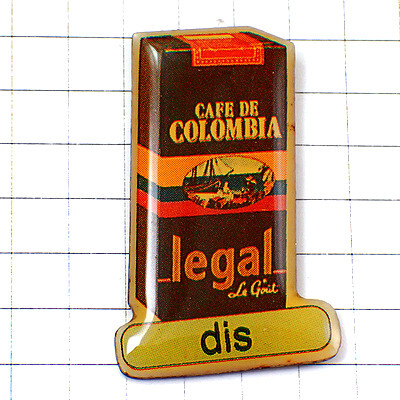 CAFE DE
COLOMBIA
legal
Le Goût
dis